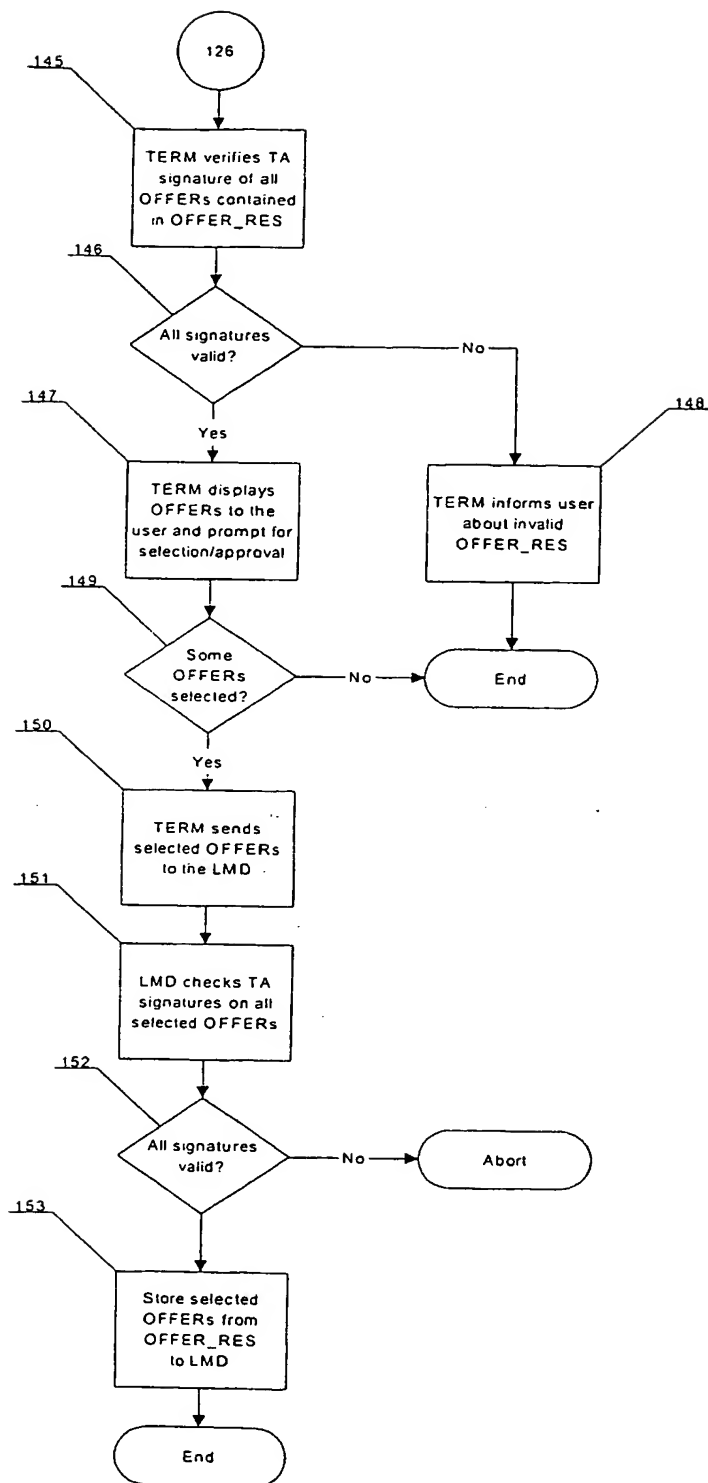 126
145
TERM verifies TA
signature of all
OFFERs contained
in OFFER_RES
146
All signatures
valid?
No
147
148
Yes
TERM displays
OFFERs to the
user and prompt for
selection/approval
TERM informs user
about invalid
OFFER_RES
149
Some
OFFERs
selected?
No
End
150
Yes
TERM sends
selected OFFERs
to the LMD
151
LMD checks TA
signatures on all
selected OFFERs
152
All signatures
valid?
No
Abort
153
Store selected
OFFERs from
OFFER_RES
to LMD
End